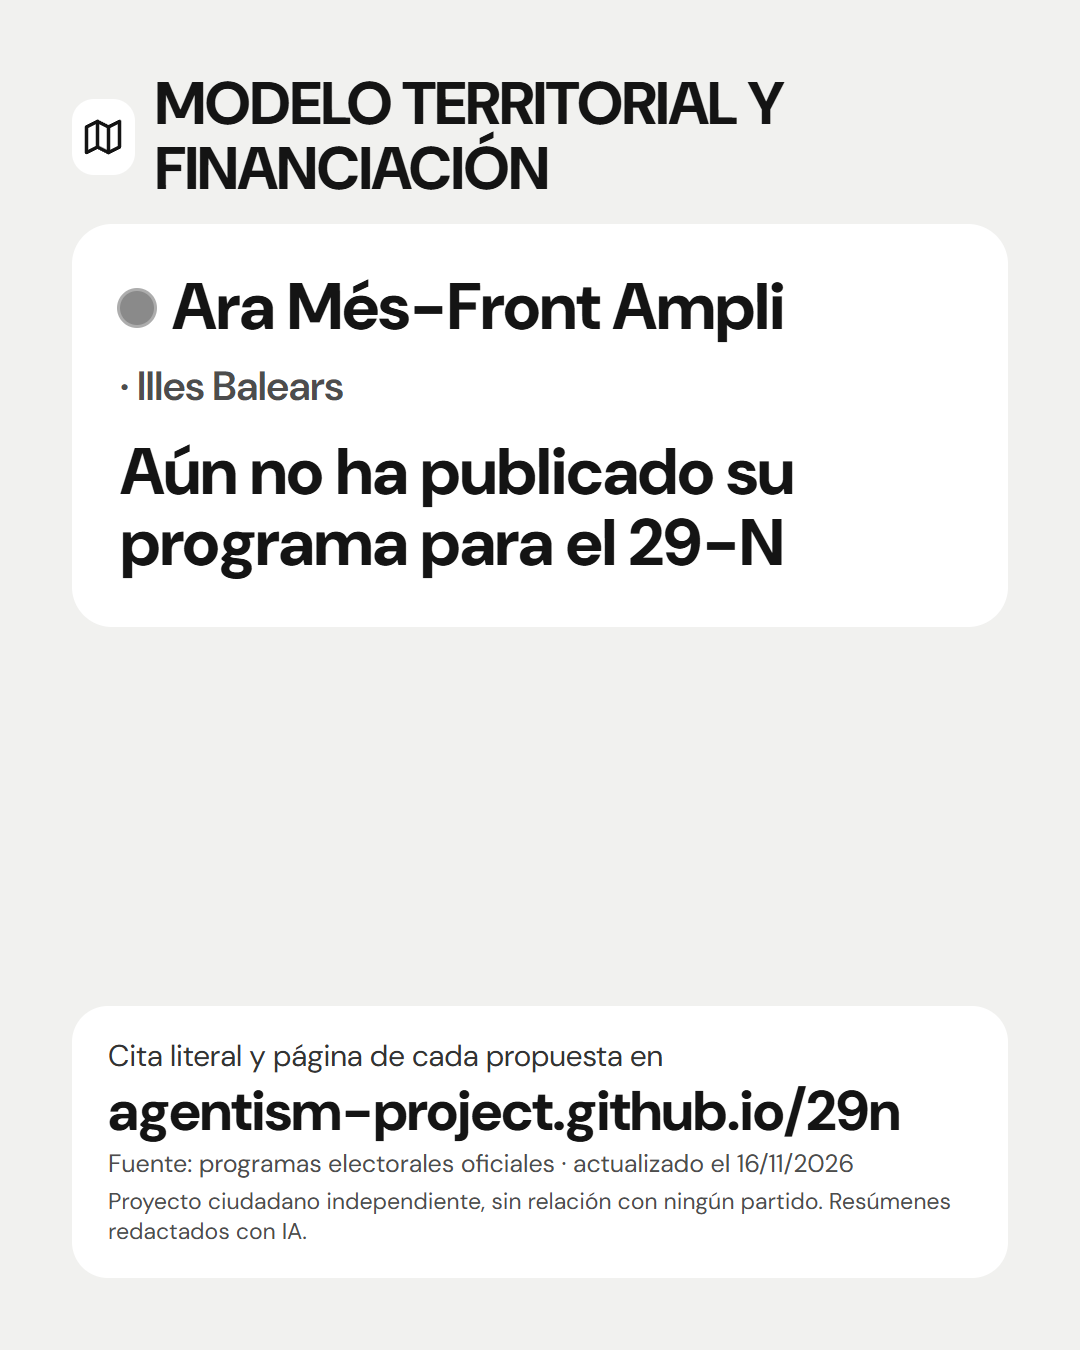 MODELO TERRITORIAL Y
FINANCIACIÓN
Ara Més-Front Ampli
· Illes Balears
Aún no ha publicado su
programa para el 29-N
Cita literal y página de cada propuesta en
agentism-project.github.io/29n
Fuente: programas electorales oficiales · actualizado el 16/11/2026
Proyecto ciudadano independiente, sin relación con ningún partido. Resúmenes
redactados con IA.